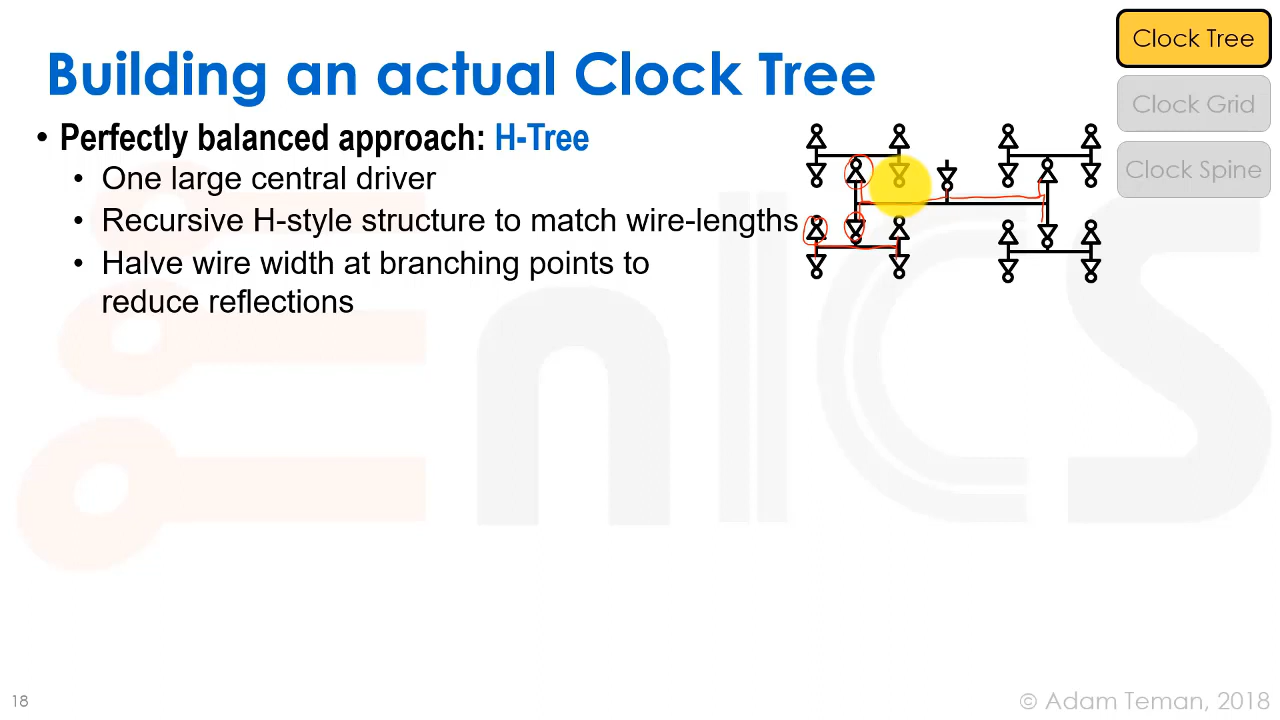 Building an actual Clock Tree
Clock Tree
Clock Grid
Clock Spine
• Perfectly balanced approach: H-Tree
• One large central driver
• Recursive H-style structure to match wire-lengths
• Halve wire width at branching points to
reduce reflections
EnICS
18
© Adam Teman, 2018